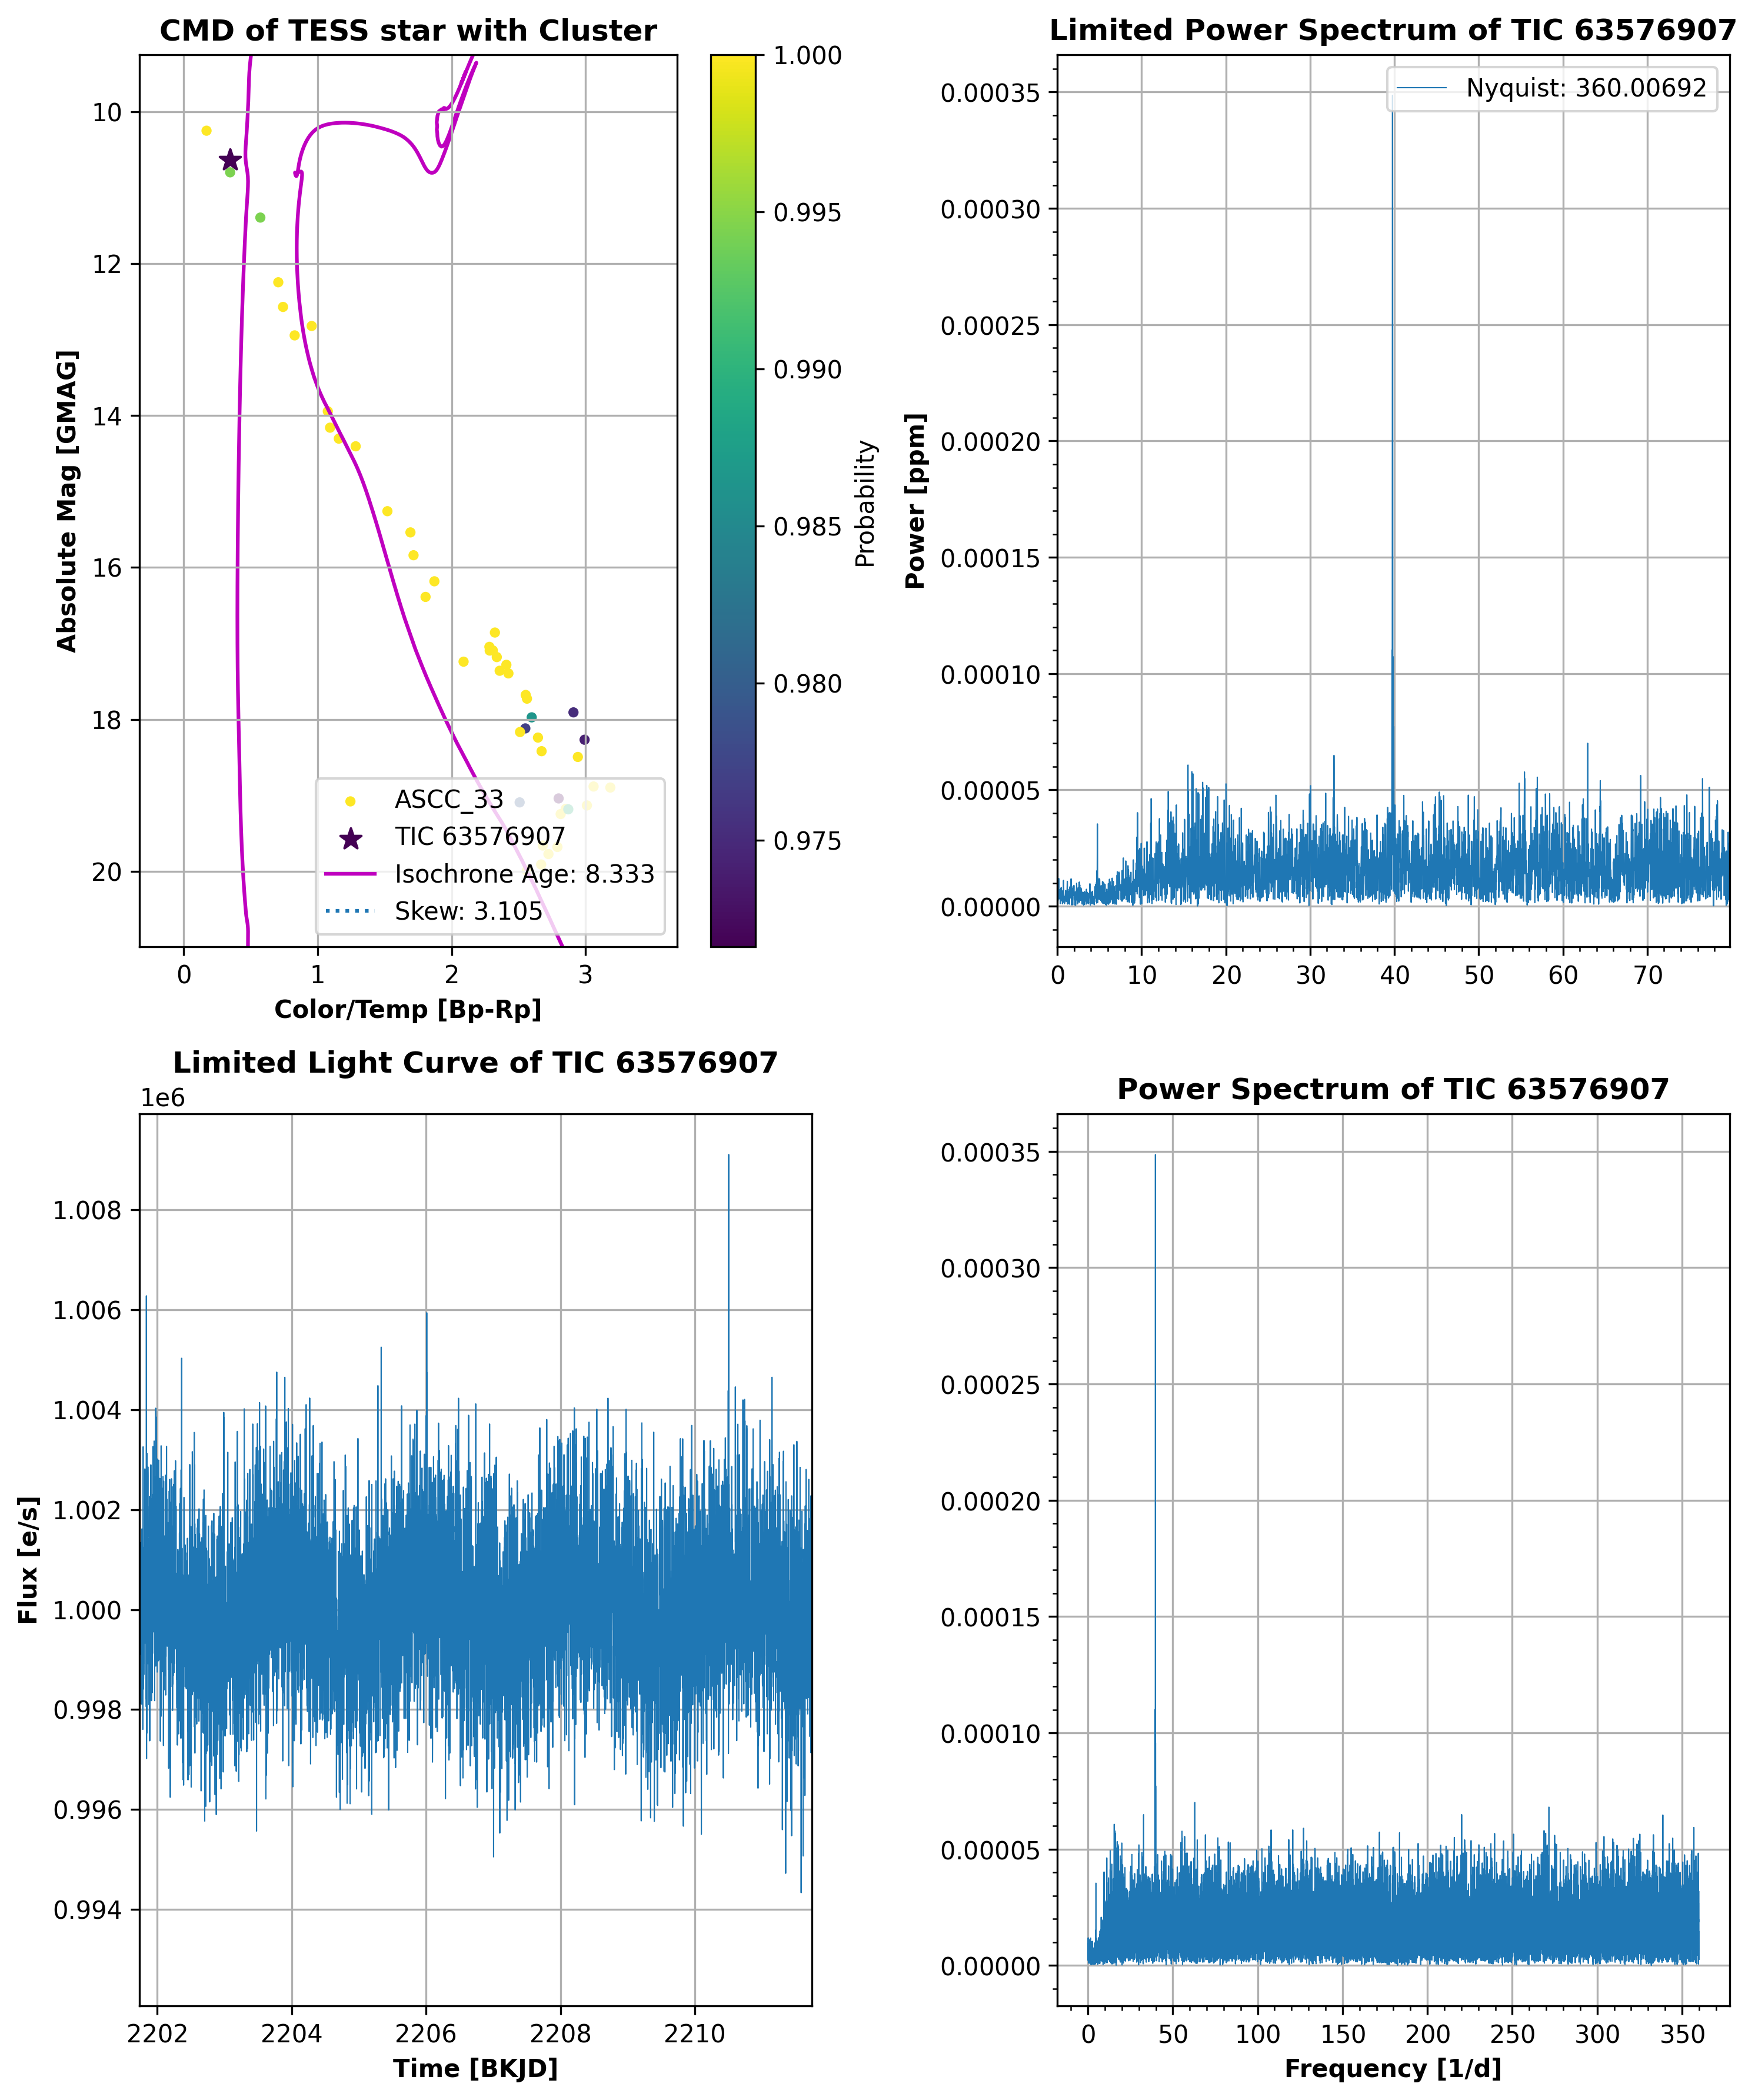 CMD of TESS star with Cluster
10
12
14
16
18
20
Absolute Mag [GMAG]
0 1 2 3
Color/Temp [Bp-Rp]
ASCC_33
TIC 63576907
Isochrone Age: 8.333
Skew: 3.105
1.000
0.995
0.990
0.985
0.980
0.975
Probability
Limited Power Spectrum of TIC 63576907
Nyquist: 360.00692
0.00035
0.00030
0.00025
0.00020
0.00015
0.00010
0.00005
0.00000
Power [ppm]
0 10 20 30 40 50 60 70
Limited Light Curve of TIC 63576907
1e6
1.008
1.006
1.004
1.002
1.000
0.998
0.996
0.994
Flux [e/s]
2202 2204 2206 2208 2210
Time [BKJD]
Power Spectrum of TIC 63576907
0.00035
0.00030
0.00025
0.00020
0.00015
0.00010
0.00005
0.00000
0 50 100 150 200 250 300 350
Frequency [1/d]